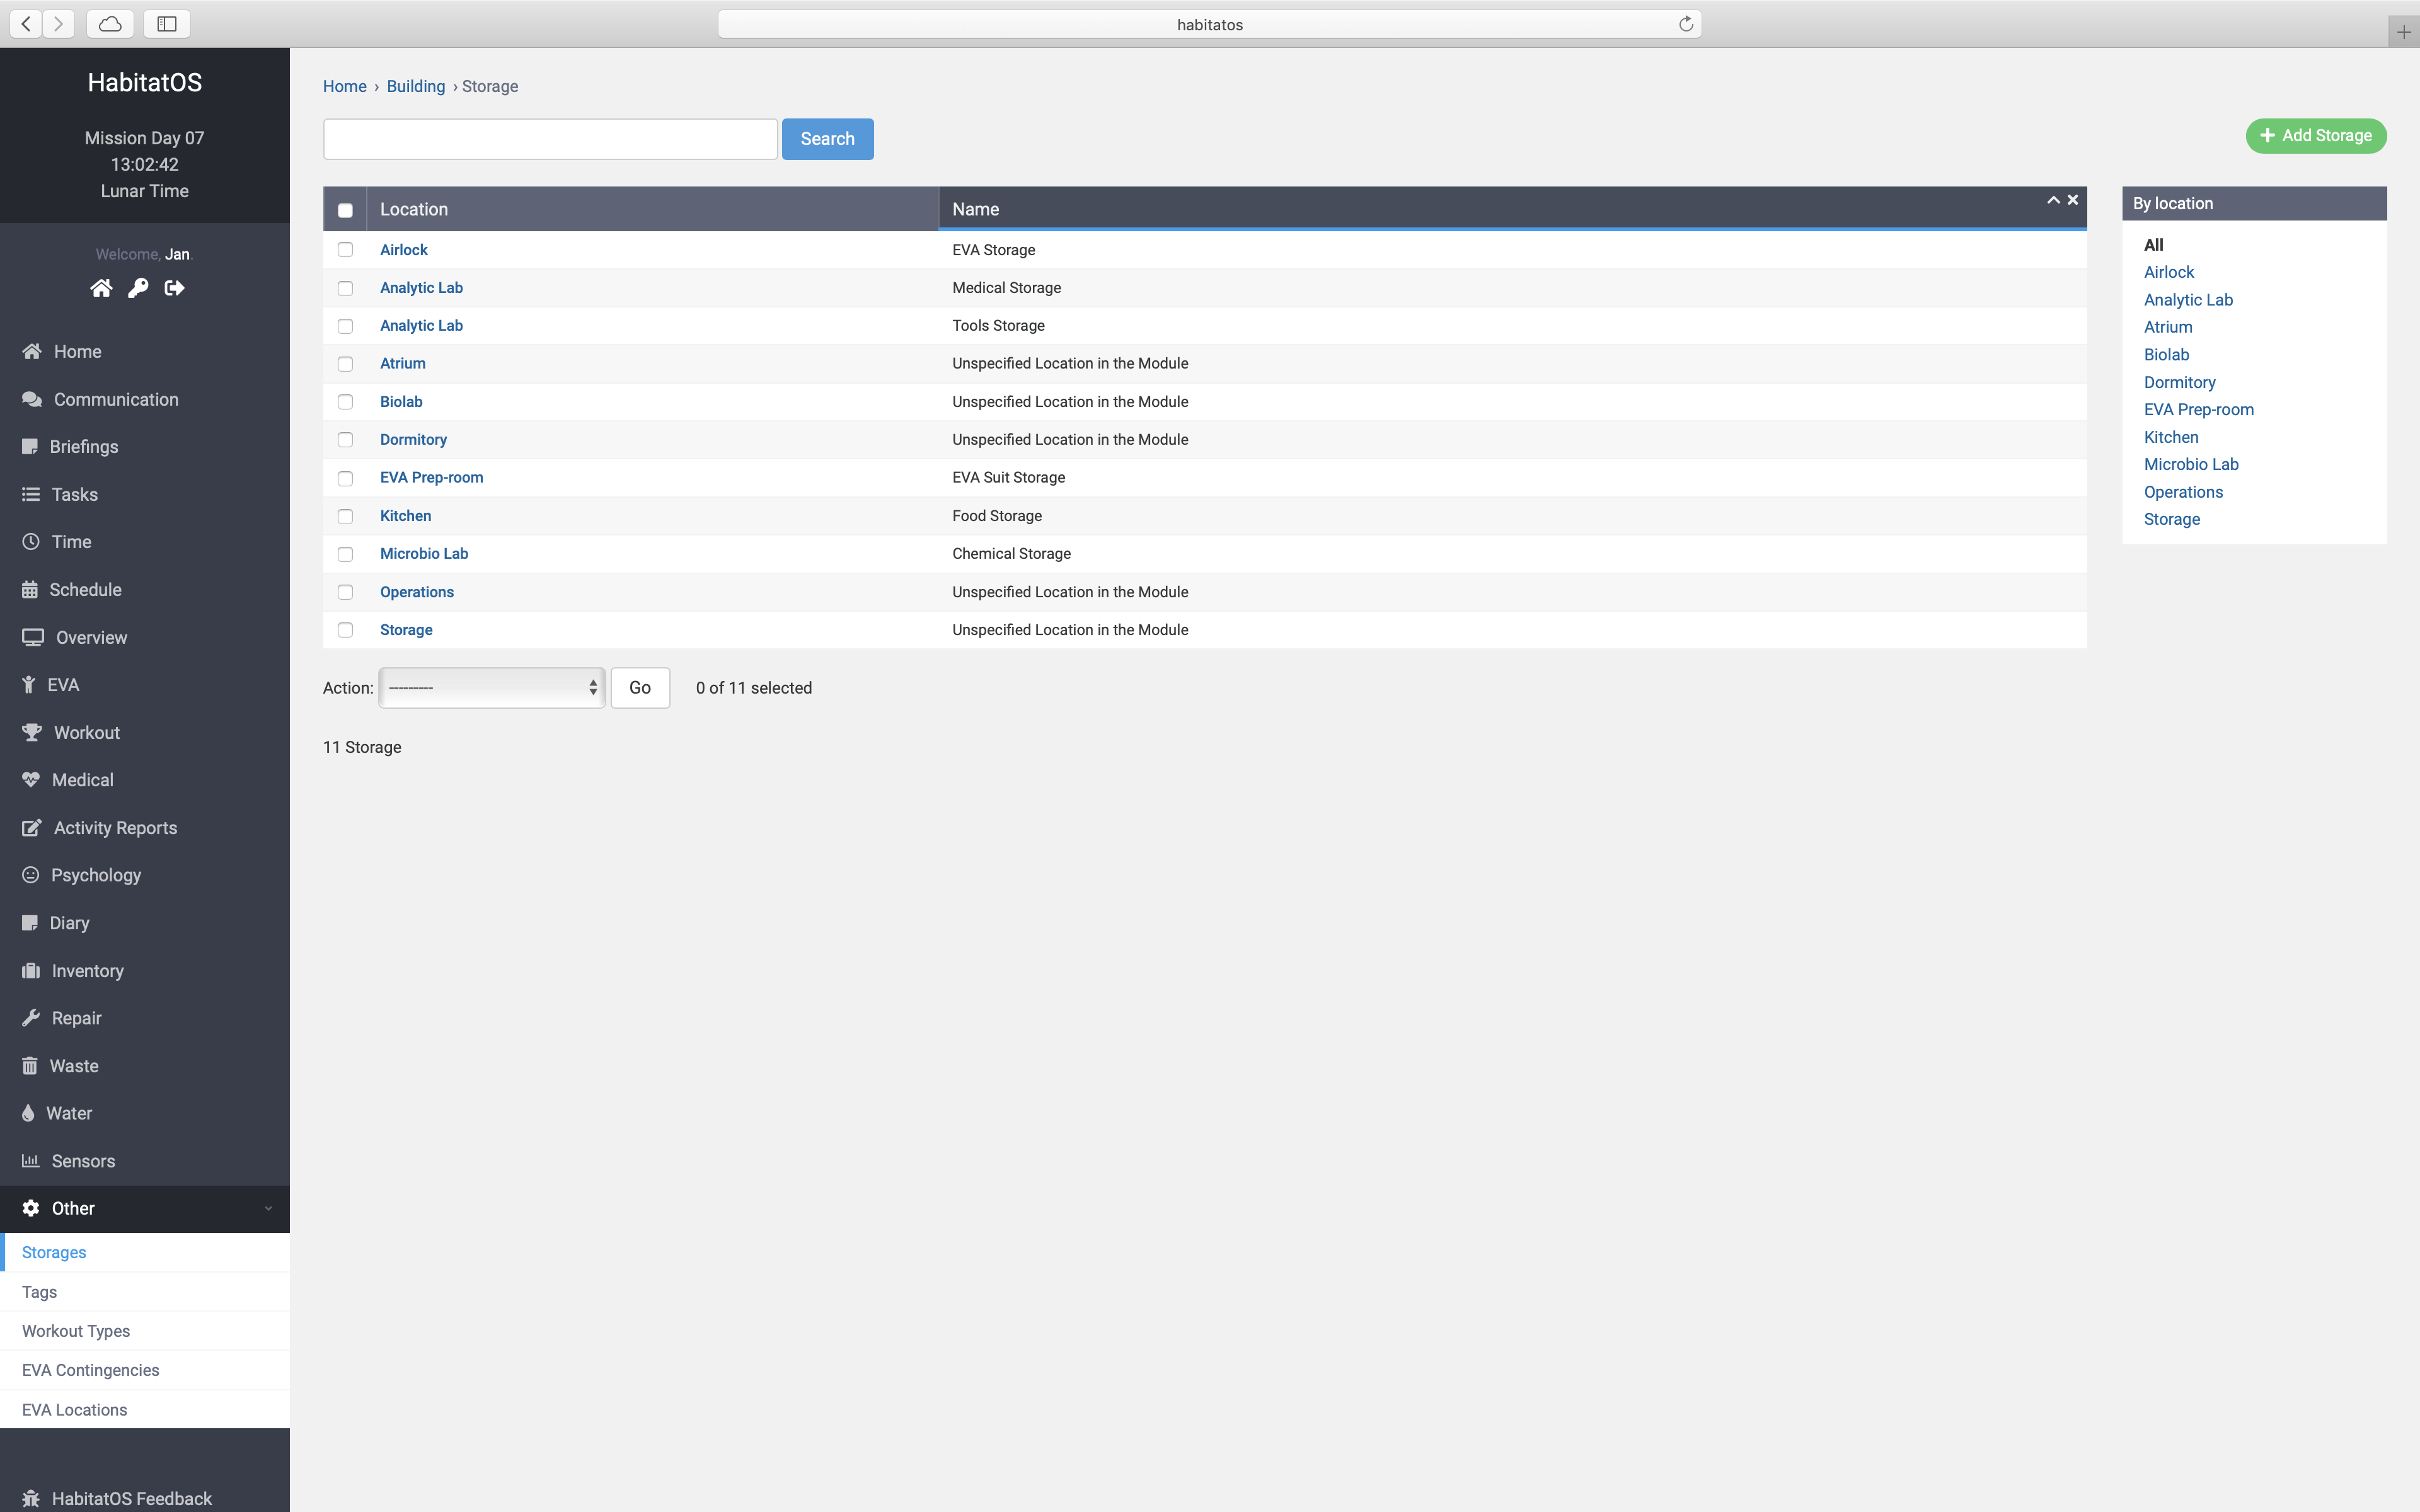 habitatos
HabitatOS
Mission Day 07
13:02:42
Lunar Time
Welcome, Jan.
Home
Communication
Briefings
Tasks
Time
Schedule
Overview
EVA
Workout
Medical
Activity Reports
Psychology
Diary
Inventory
Repair
Waste
Water
Sensors
Other
Storages
Tags
Workout Types
EVA Contingencies
EVA Locations
HabitatOS Feedback
Home › Building › Storage
Search
+ Add Storage
Location Name
Airlock EVA Storage
Analytic Lab Medical Storage
Analytic Lab Tools Storage
Atrium Unspecified Location in the Module
Biolab Unspecified Location in the Module
Dormitory Unspecified Location in the Module
EVA Prep-room EVA Suit Storage
Kitchen Food Storage
Microbio Lab Chemical Storage
Operations Unspecified Location in the Module
Storage Unspecified Location in the Module
Action: --------- Go 0 of 11 selected
11 Storage
By location
All
Airlock
Analytic Lab
Atrium
Biolab
Dormitory
EVA Prep-room
Kitchen
Microbio Lab
Operations
Storage